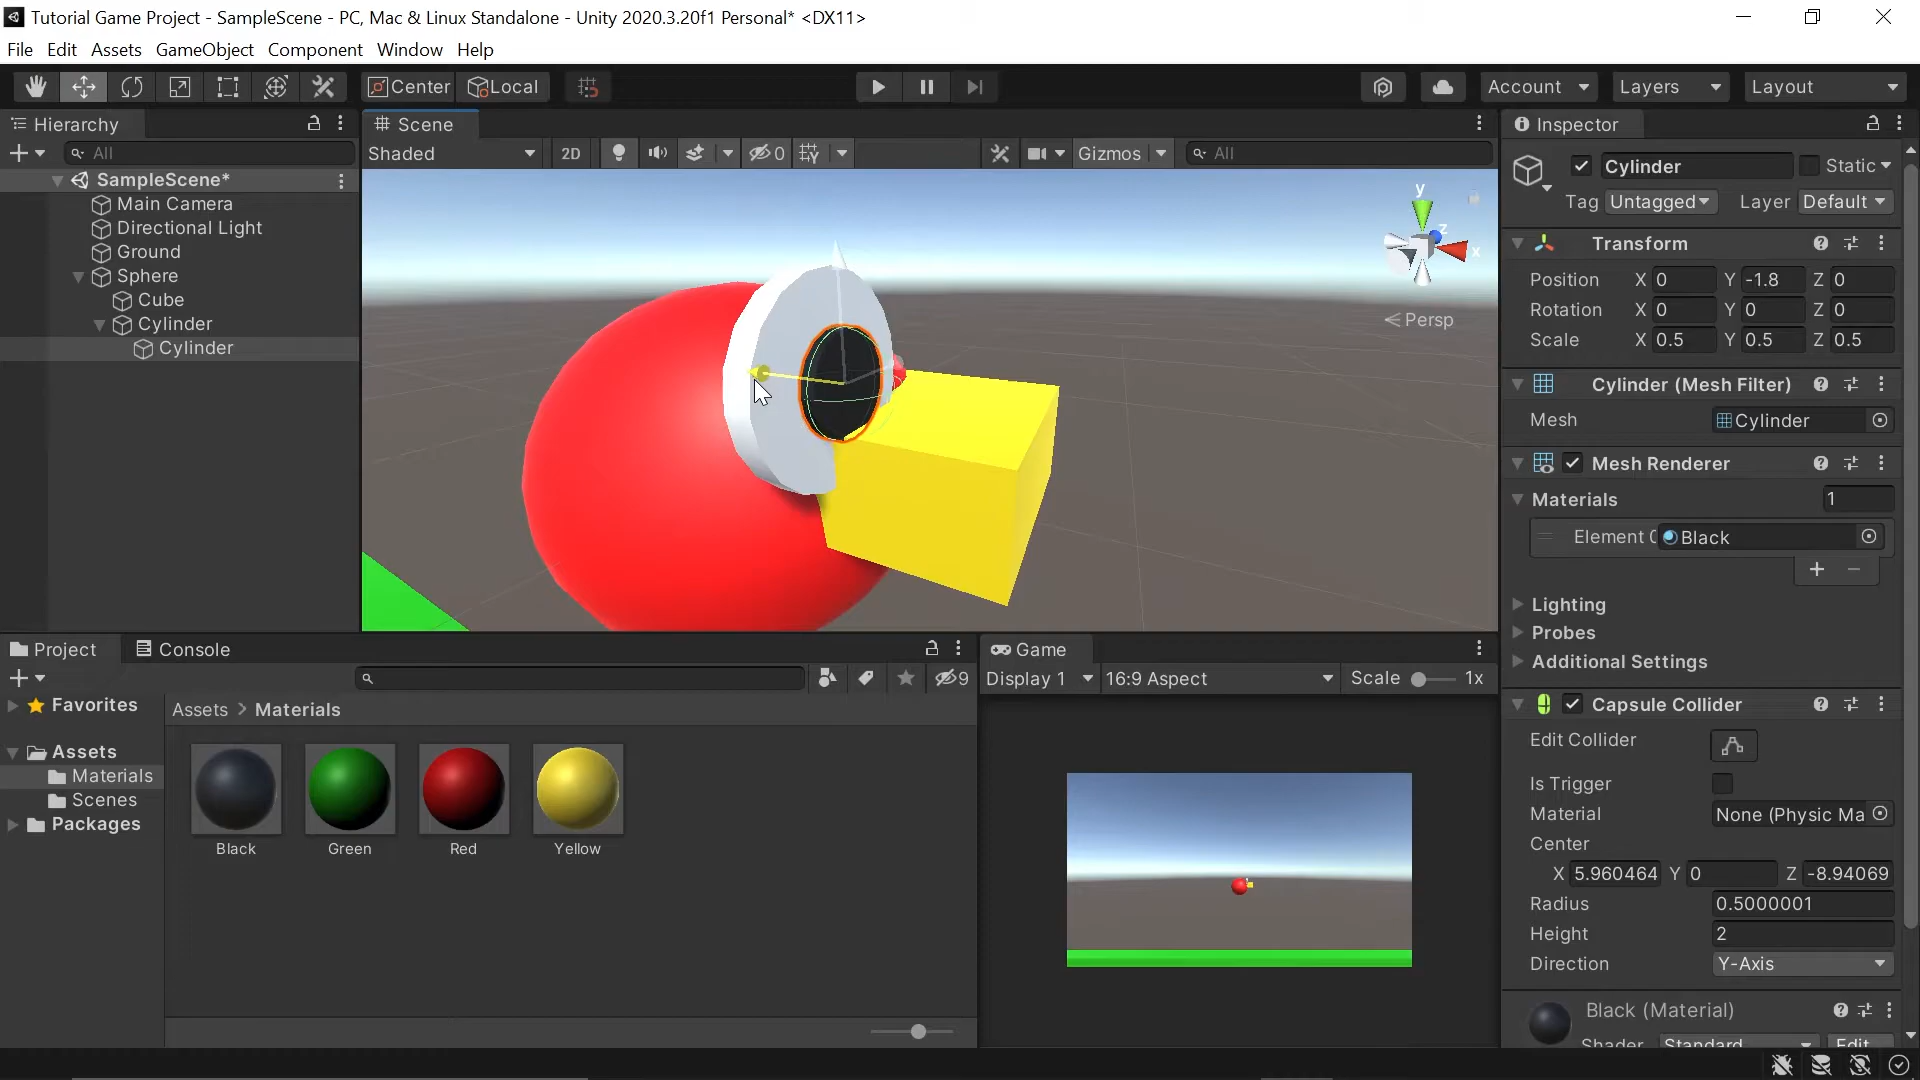 Tutorial Game Project - SampleScene - PC, Mac & Linux Standalone - Unity 2020.3.20f1 Personal* <DX11>
File Edit Assets GameObject Component Window Help
Center Local Account Layers Layout
Hierarchy
All
SampleScene*
Main Camera
Directional Light
Ground
Sphere
Cube
Cylinder
Cylinder
Scene
Shaded 2D 0 Gizmos All
y
z
x
Persp
Inspector
Cylinder Static
Tag Untagged Layer Default
Transform
Position X 0 Y -1.8 Z 0
Rotation X 0 Y 0 Z 0
Scale X 0.5 Y 0.5 Z 0.5
Cylinder (Mesh Filter)
Mesh Cylinder
Mesh Renderer
Materials 1
Element Black
Lighting
Probes
Additional Settings
Capsule Collider
Edit Collider
Is Trigger
Material None (Physic Ma
Center
X 5.960464 Y 0 Z -8.94069
Radius 0.5000001
Height 2
Direction Y-Axis
Black (Material)
Shader Standard Edit
Project Console
9
Favorites
Assets
Materials
Scenes
Packages
Assets > Materials
Black Green Red Yellow
Game
Display 1 16:9 Aspect Scale 1x